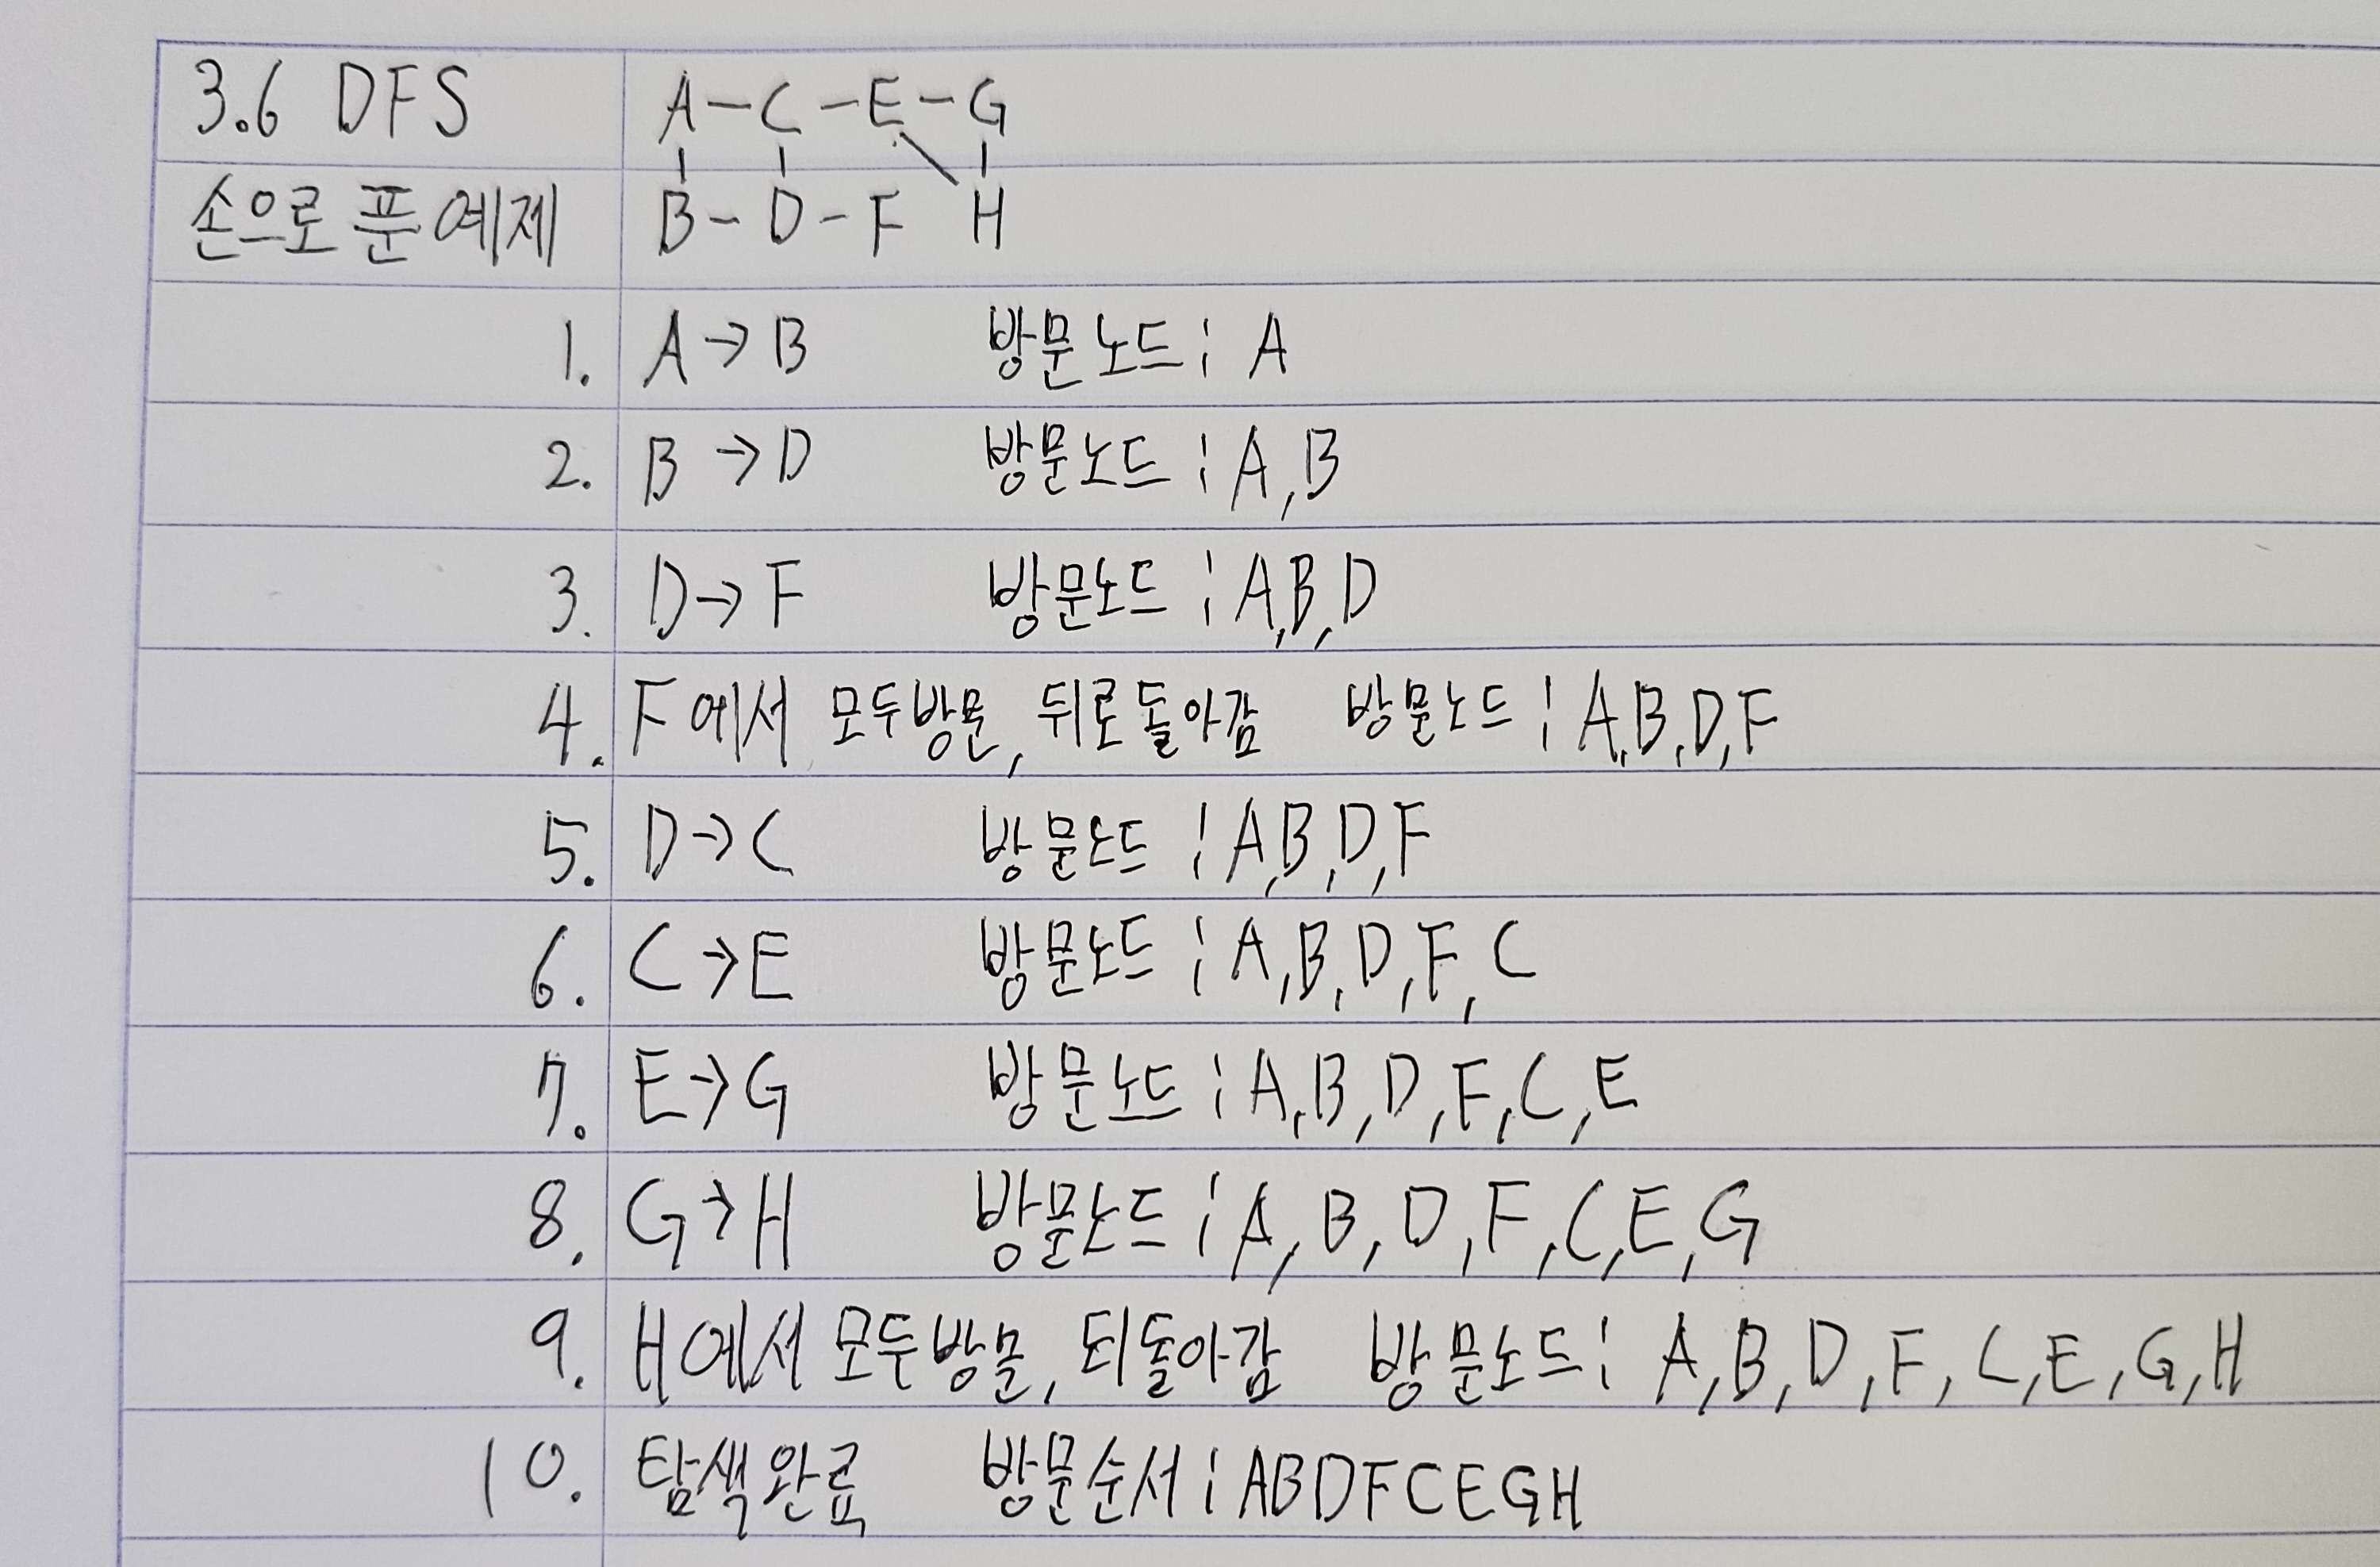 3.6 DFS
A - C - E - G
손으로 푼 예제
B - D - F H
1. A → B 방문노드 : A
2. B → D 방문노드 : A,B
3. D → F 방문노드 : A,B,D
4. F에서 모두방문, 뒤로돌아감 방문노드 : A,B,D,F
5. D → C 방문노드 : A,B,D,F
6. C → E 방문노드 : A,B,D,F,C
7. E → G 방문노드 : A,B,D,F,C,E
8. G → H 방문노드 : A,B,D,F,C,E,G
9. H에서 모두방문, 되돌아감 방문노드 : A,B,D,F,C,E,G,H
10. 탐색완료 방문순서 : ABDFCEGH